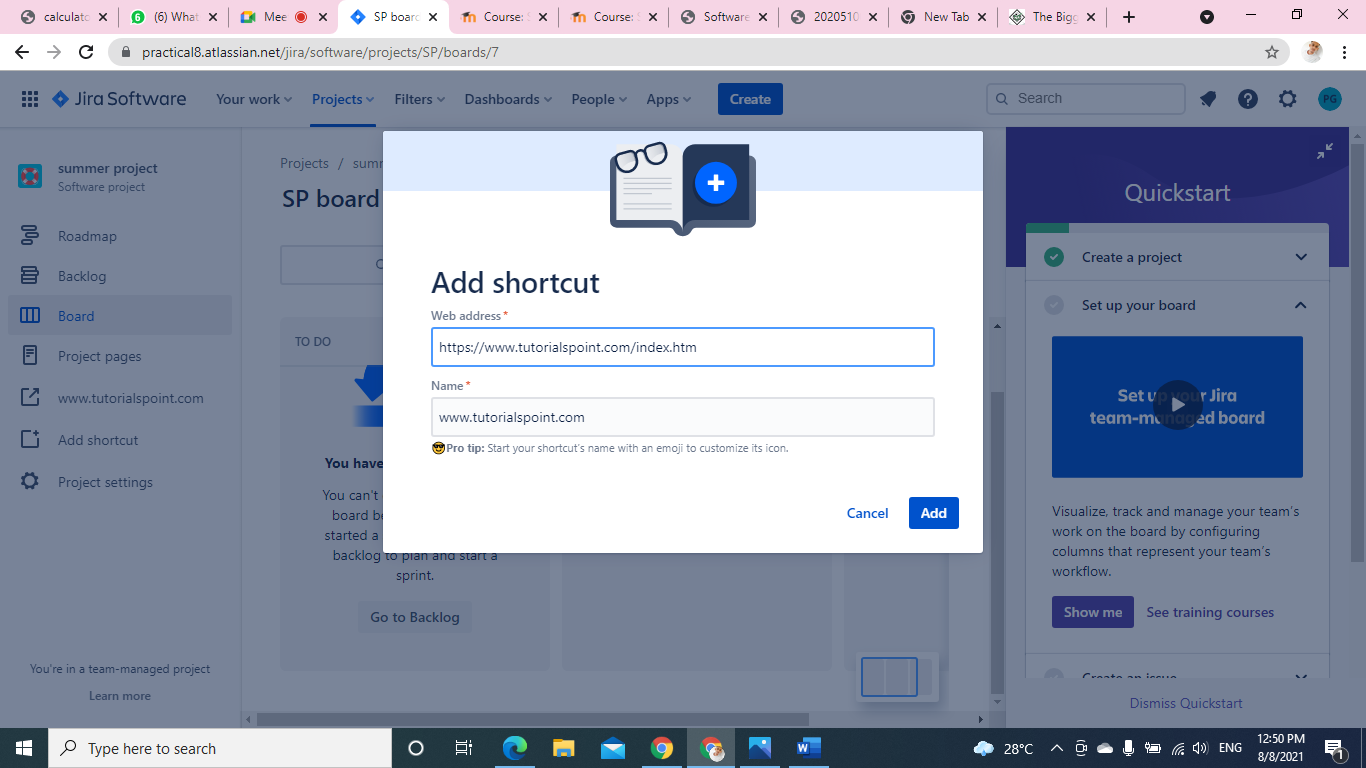 calculato
(6) What
Mee
SP boar
Course: S
Course: S
Software
2020510
New Tab
The Bigg
practical8.atlassian.net/jira/software/projects/SP/boards/7
Jira Software
Your work
Projects
Filters
Dashboards
People
Apps
Create
Search
PG
summer project
Software project
Roadmap
Backlog
Board
Project pages
www.tutorialspoint.com
Add shortcut
Project settings
You're in a team-managed project
Learn more
Projects / sum
SP board
TO DO
You have
You can't
board be
started a
backlog to plan and start a
sprint.
Go to Backlog
Add shortcut
Web address*
https://www.tutorialspoint.com/index.htm
Name*
www.tutorialspoint.com
Pro tip: Start your shortcut's name with an emoji to customize its icon.
Cancel
Add
Quickstart
Create a project
Set up your board
Set up your Jira
team-managed board
Visualize, track and manage your team's
work on the board by configuring
columns that represent your team's
workflow.
Show me
See training courses
Create an issue
Dismiss Quickstart
Type here to search
28°C
ENG
12:50 PM
8/8/2021
1